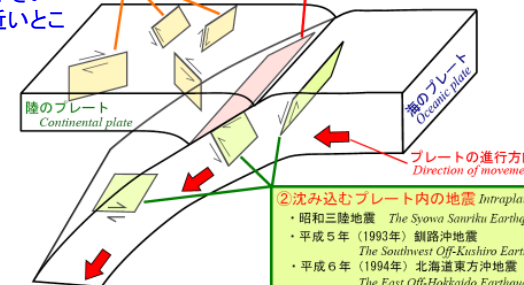 近いとこ
陸のプレート
Continental plate
海のプレート
Oceanic plate
プレートの進行方向
Direction of movement
②沈み込むプレート内の地震 Intrapla
・昭和三陸地震 The Syowa Sanriku Earthq
・平成5年(1993年)釧路沖地震
The Southwest Off-Kushiro Earth
・平成6年(1994年)北海道東方沖地震
The East Off-Hokkaido Earthqua